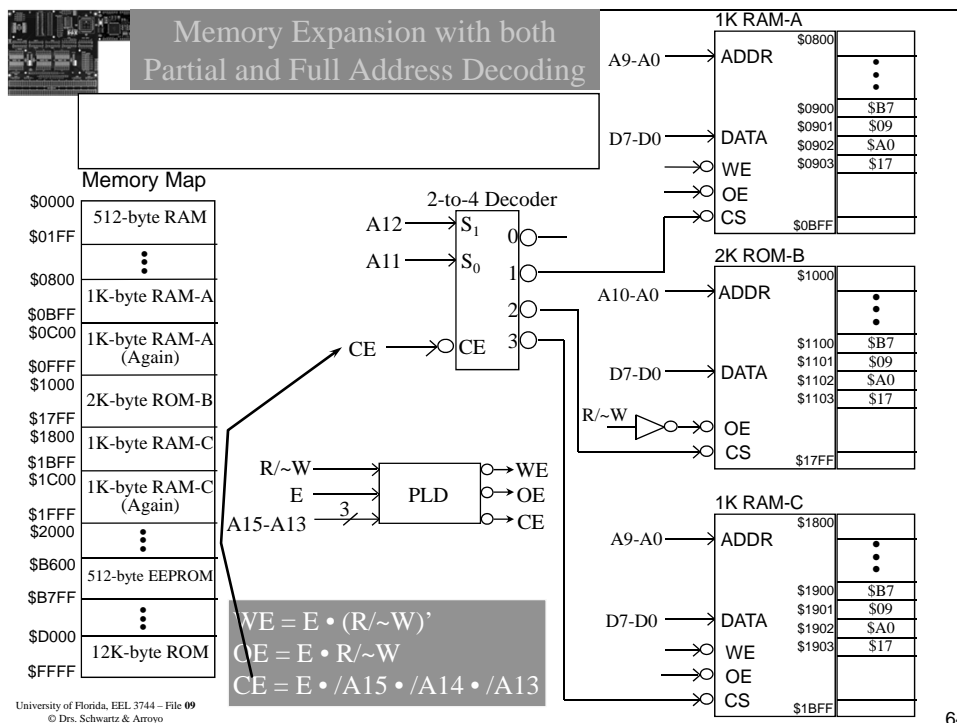 Memory Expansion with both
Partial and Full Address Decoding
Memory Map
$0000
512-byte RAM
$01FF
$0800
1K-byte RAM-A
$0BFF
$0C00
1K-byte RAM-A
(Again)
$0FFF
$1000
2K-byte ROM-B
$17FF
$1800
1K-byte RAM-C
$1BFF
$1C00
1K-byte RAM-C
(Again)
$1FFF
$2000
$B600
512-byte EEPROM
$B7FF
$D000
12K-byte ROM
$FFFF
2-to-4 Decoder
A12
S1
A11
S0
CE
CE
0
1
2
3
R/~W
E
A15-A13
3
PLD
WE
OE
CE
WE = E • (R/~W)’
OE = E • R/~W
CE = E • /A15 • /A14 • /A13
1K RAM-A
$0800
A9-A0
ADDR
$0900 $B7
$0901 $09
D7-D0
DATA
$0902 $A0
$0903 $17
WE
OE
CS
$0BFF
2K ROM-B
$1000
A10-A0
ADDR
$1100 $B7
$1101 $09
D7-D0
DATA
$1102 $A0
$1103 $17
R/~W
OE
CS
$17FF
1K RAM-C
$1800
A9-A0
ADDR
$1900 $B7
$1901 $09
D7-D0
DATA
$1902 $A0
$1903 $17
WE
OE
CS
$1BFF
University of Florida, EEL 3744 – File 09
© Drs. Schwartz & Arroyo